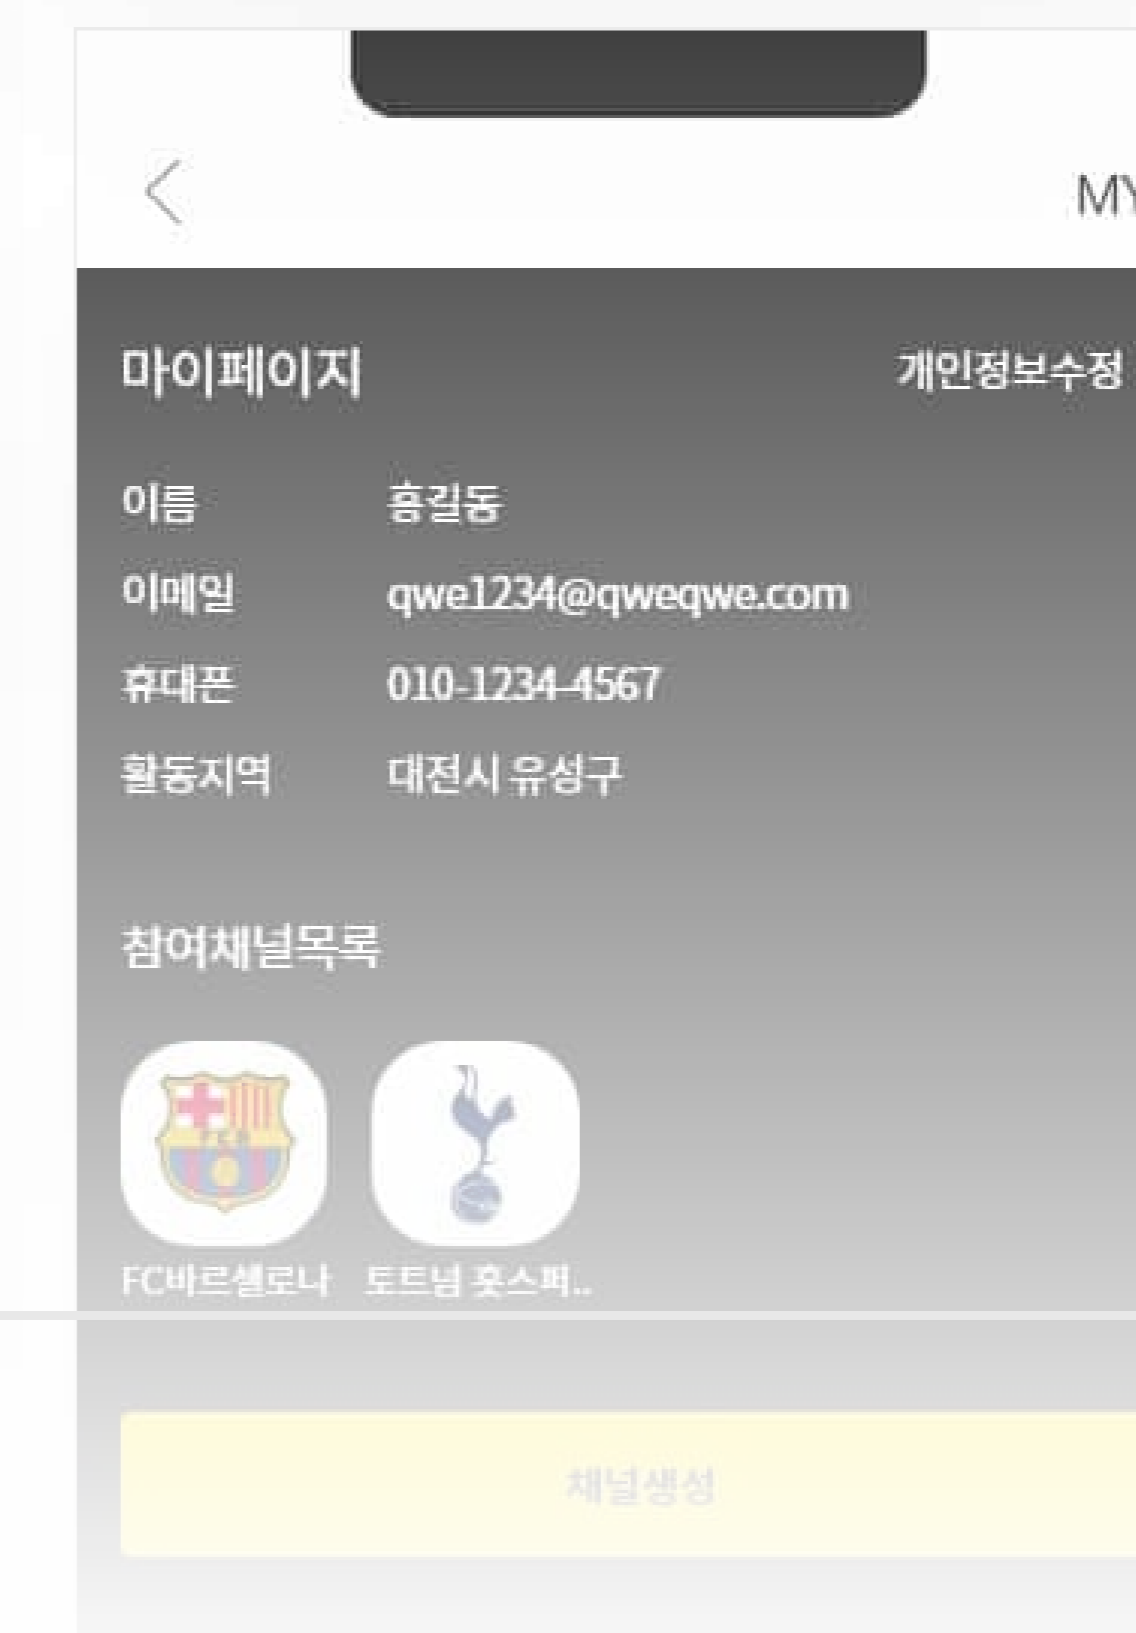 MY
마이페이지 개인정보수정
이름 홍길동
이메일 qwe1234@qweqwe.com
휴대폰 010-1234-4567
활동지역 대전시 유성구
참여채널목록
FCB
FC바르셀로나 토트넘 홋스퍼..
채널생성